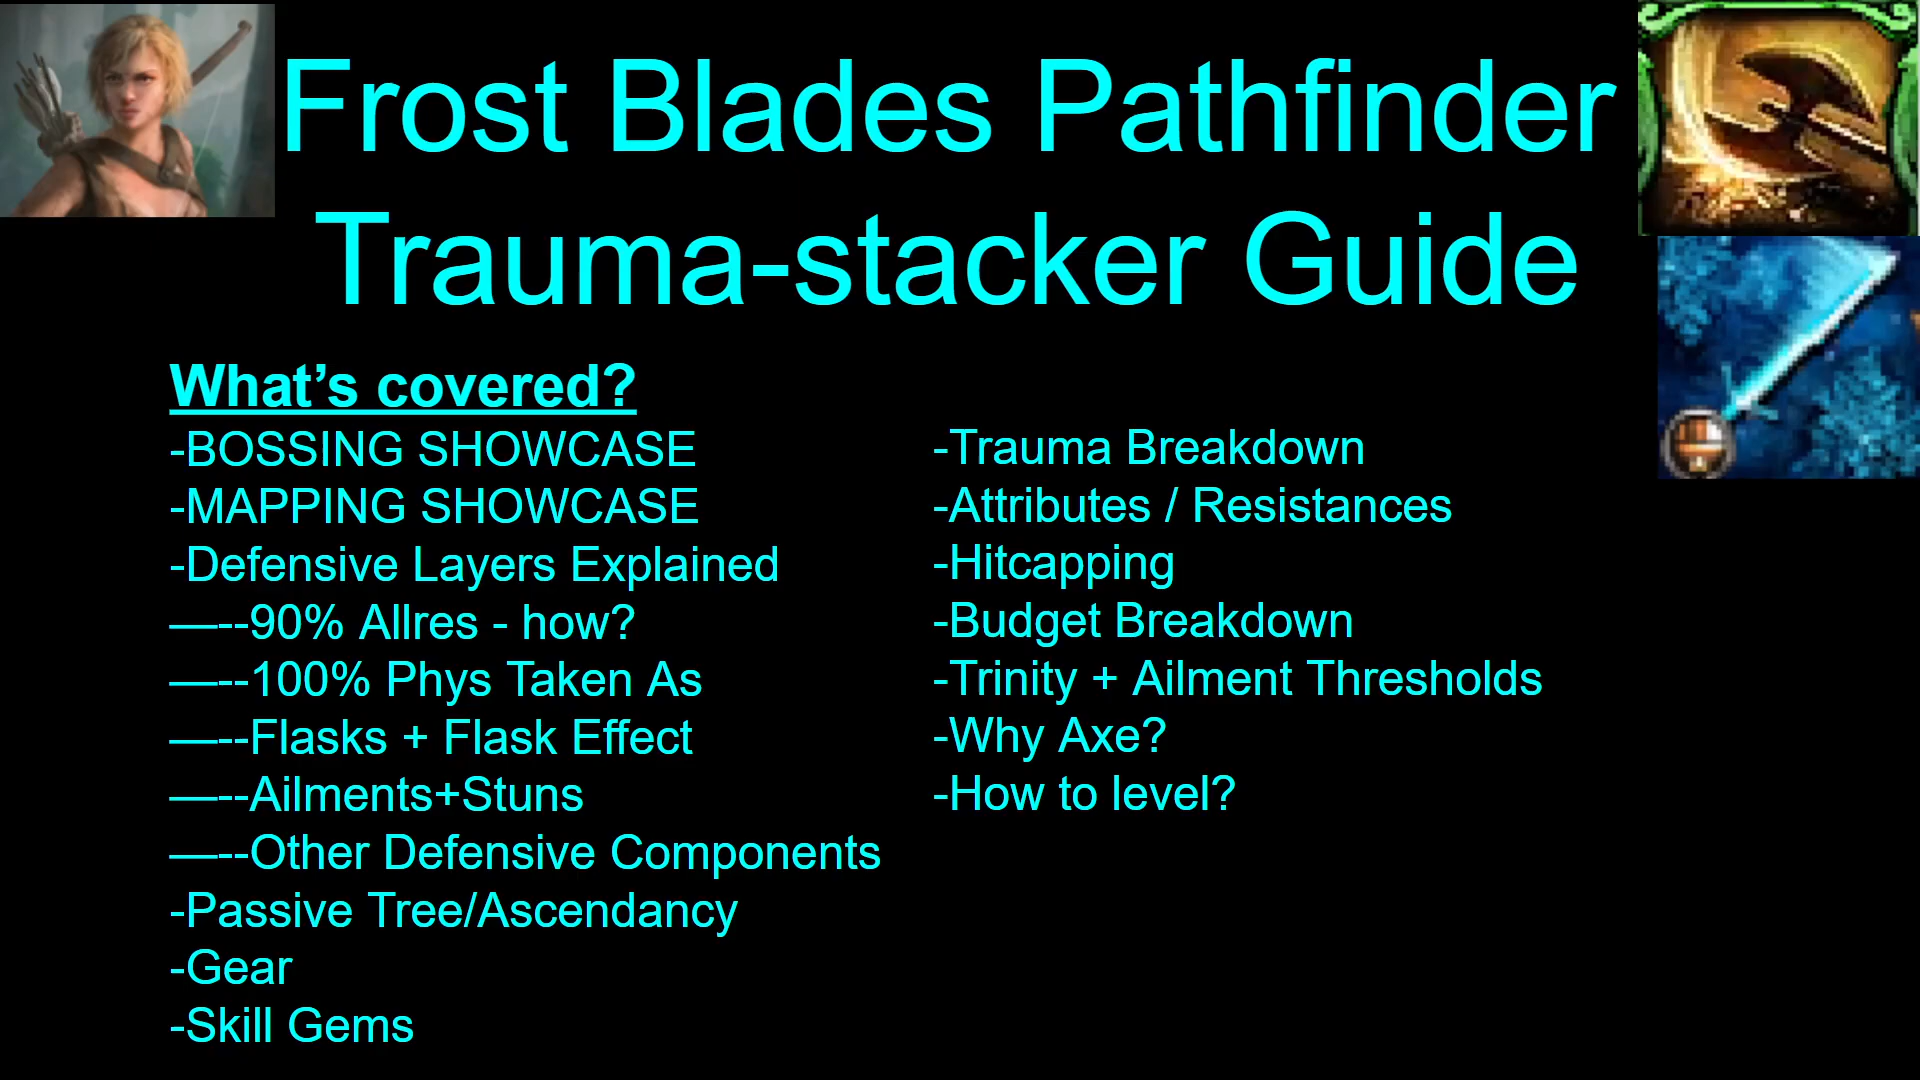 Frost Blades Pathfinder
Trauma-stacker Guide
What’s covered?
-BOSSING SHOWCASE
-MAPPING SHOWCASE
-Defensive Layers Explained
—--90% Allres - how?
—--100% Phys Taken As
—--Flasks + Flask Effect
—--Ailments+Stuns
—--Other Defensive Components
-Passive Tree/Ascendancy
-Gear
-Skill Gems
-Trauma Breakdown
-Attributes / Resistances
-Hitcapping
-Budget Breakdown
-Trinity + Ailment Thresholds
-Why Axe?
-How to level?